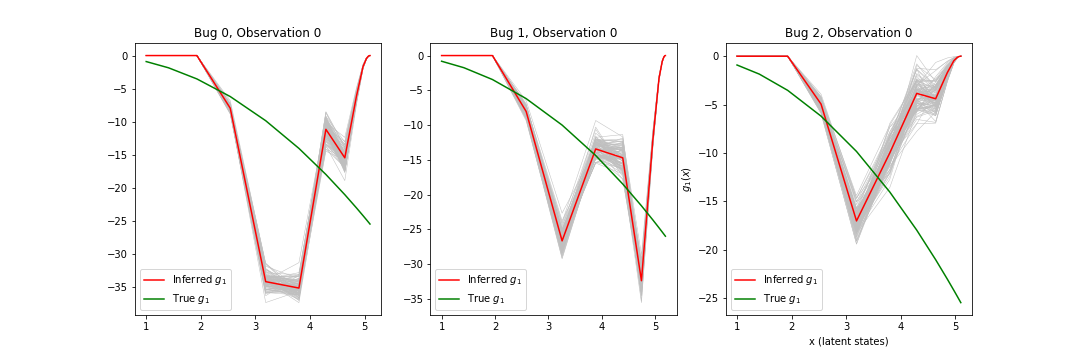 Bug 0, Observation 0
0
−5
−10
−15
−20
−25
−30
−35
1 2 3 4 5
Inferred g₁
True g₁
Bug 1, Observation 0
0
−5
−10
−15
−20
−25
−30
−35
1 2 3 4 5
Inferred g₁
True g₁
Bug 2, Observation 0
g₁(x)
0
−5
−10
−15
−20
−25
1 2 3 4 5
x (latent states)
Inferred g₁
True g₁